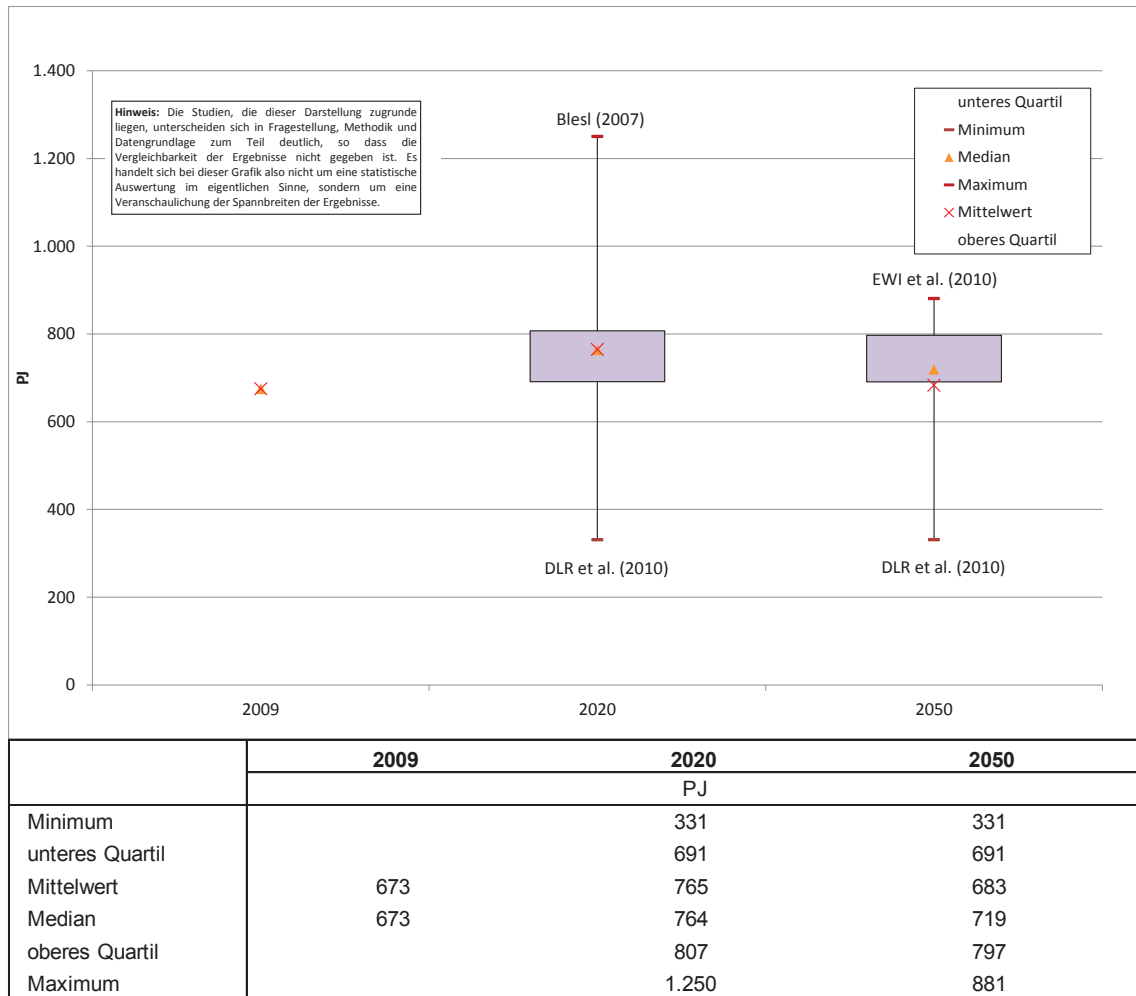 1.400
1.200
1.000
800
600
400
200
0
PJ
Hinweis: Die Studien, die dieser Darstellung zugrunde
liegen, unterscheiden sich in Fragestellung, Methodik und
Datengrundlage zum Teil deutlich, so dass die
Vergleichbarkeit der Ergebnisse nicht gegeben ist. Es
handelt sich bei dieser Grafik also nicht um eine statistische
Auswertung im eigentlichen Sinne, sondern um eine
Veranschaulichung der Spannbreiten der Ergebnisse.
Blesl (2007)
unteres Quartil
Minimum
Median
Maximum
Mittelwert
oberes Quartil
EWI et al. (2010)
DLR et al. (2010)
DLR et al. (2010)
2009 2020 2050
2009 2020 2050
PJ
Minimum 331 331
unteres Quartil 691 691
Mittelwert 673 765 683
Median 673 764 719
oberes Quartil 807 797
Maximum 1.250 881